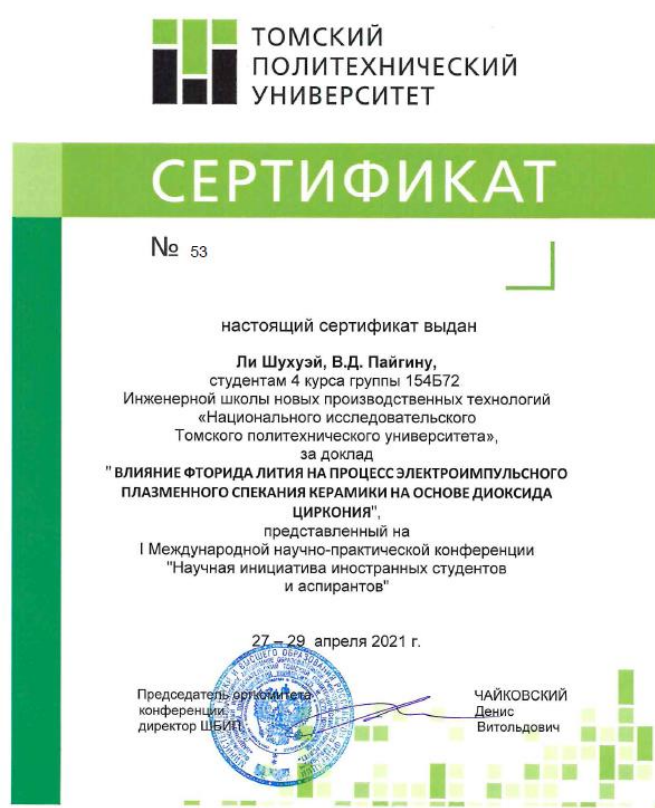 ТОМСКИЙ
ПОЛИТЕХНИЧЕСКИЙ
УНИВЕРСИТЕТ
СЕРТИФИКАТ
№ 53
настоящий сертификат выдан
Ли Шухуэй, В.Д. Пайгину,
студентам 4 курса группы 154Б72
Инженерной школы новых производственных технологий
«Национального исследовательского
Томского политехнического университета»,
за доклад
"ВЛИЯНИЕ ФТОРИДА ЛИТИЯ НА ПРОЦЕСС ЭЛЕКТРОИМПУЛЬСНОГО
ПЛАЗМЕННОГО СПЕКАНИЯ КЕРАМИКИ НА ОСНОВЕ ДИОКСИДА
ЦИРКОНИЯ",
представленный на
I Международной научно-практической конференции
"Научная инициатива иностранных студентов
и аспирантов"
27 – 29 апреля 2021 г.
Председатель оргкомитета
конференции,
директор ШБИП
ЧАЙКОВСКИЙ
Денис
Витольдович